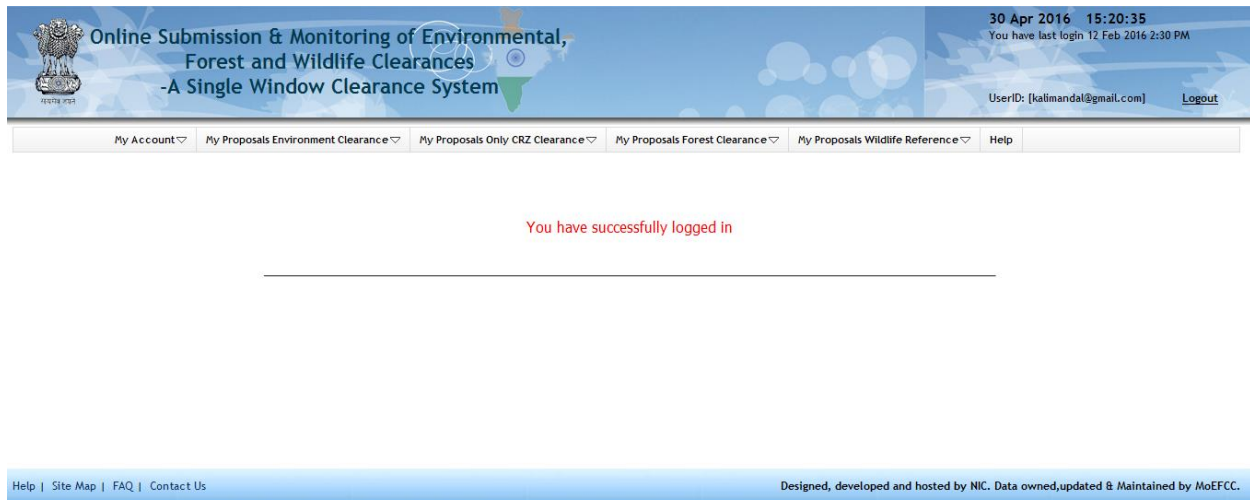 Online Submission & Monitoring of Environmental,
Forest and Wildlife Clearances
-A Single Window Clearance System
30 Apr 2016 15:20:35
You have last login 12 Feb 2016 2:30 PM
UserID: [kalimandal@gmail.com] Logout
सत्यमेव जयते
My Account My Proposals Environment Clearance My Proposals Only CRZ Clearance My Proposals Forest Clearance My Proposals Wildlife Reference Help
You have successfully logged in
Help | Site Map | FAQ | Contact Us
Designed, developed and hosted by NIC. Data owned,updated & Maintained by MoEFCC.